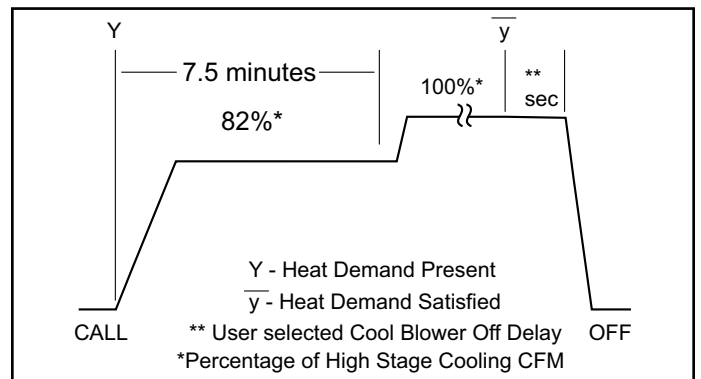 Y
y
7.5 minutes
100%*
**
sec
82%*
Y - Heat Demand Present
y - Heat Demand Satisfied
CALL
** User selected Cool Blower Off Delay
OFF
*Percentage of High Stage Cooling CFM